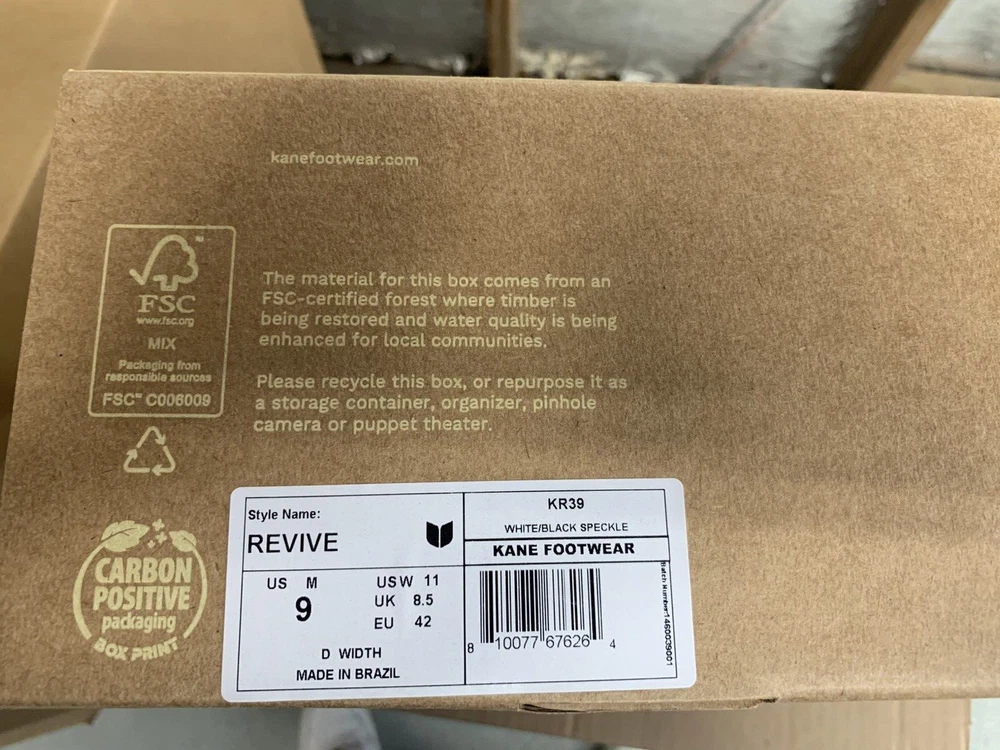 kanefootwear.com
FSC
www.fsc.org
MIX
Packaging from
responsible sources
FSC™ C006009
The material for this box comes from an
FSC-certified forest where timber is
being restored and water quality is being
enhanced for local communities.
Please recycle this box, or repurpose it as
a storage container, organizer, pinhole
camera or puppet theater.
CARBON
POSITIVE
packaging
BOX PRINT
Style Name:
REVIVE
US M
9
USW 11
UK 8.5
EU 42
D WIDTH
MADE IN BRAZIL
KR39
WHITE/BLACK SPECKLE
KANE FOOTWEAR
8 10077 67626 4
Batch Number:1460039001